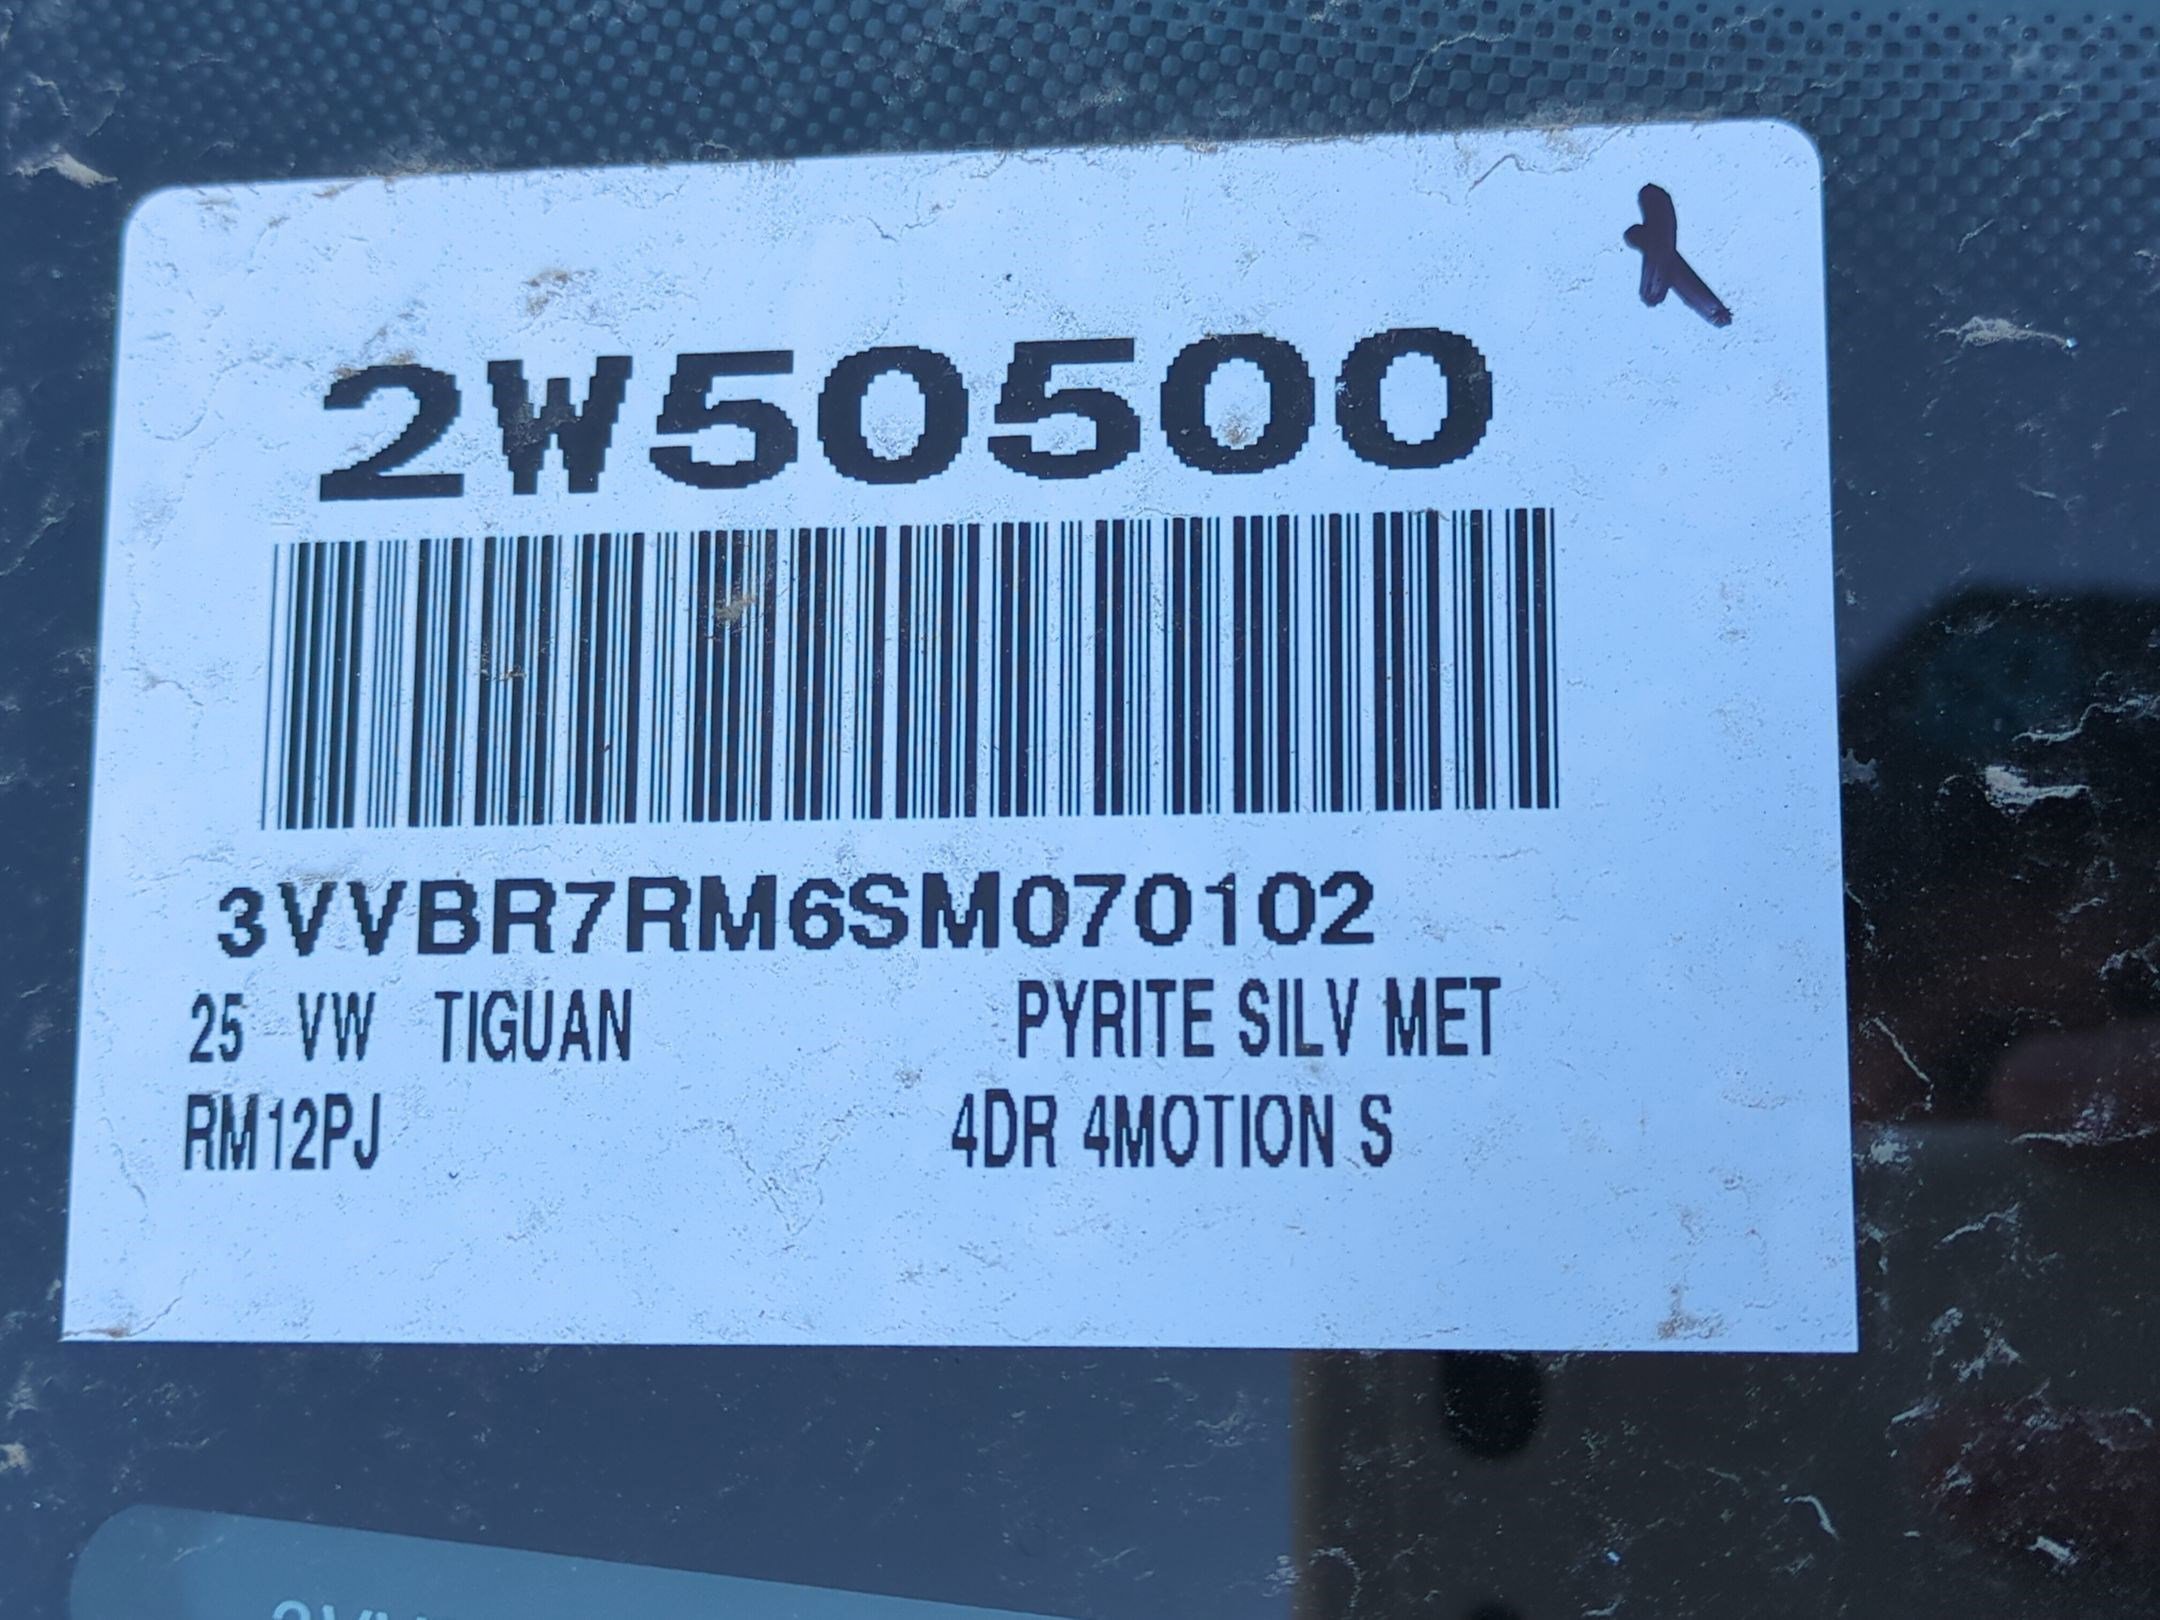 2W50500
3VVBR7RM6SM070102
25 VW TIGUAN PYRITE SILV MET
RM12PJ 4DR 4MOTION S